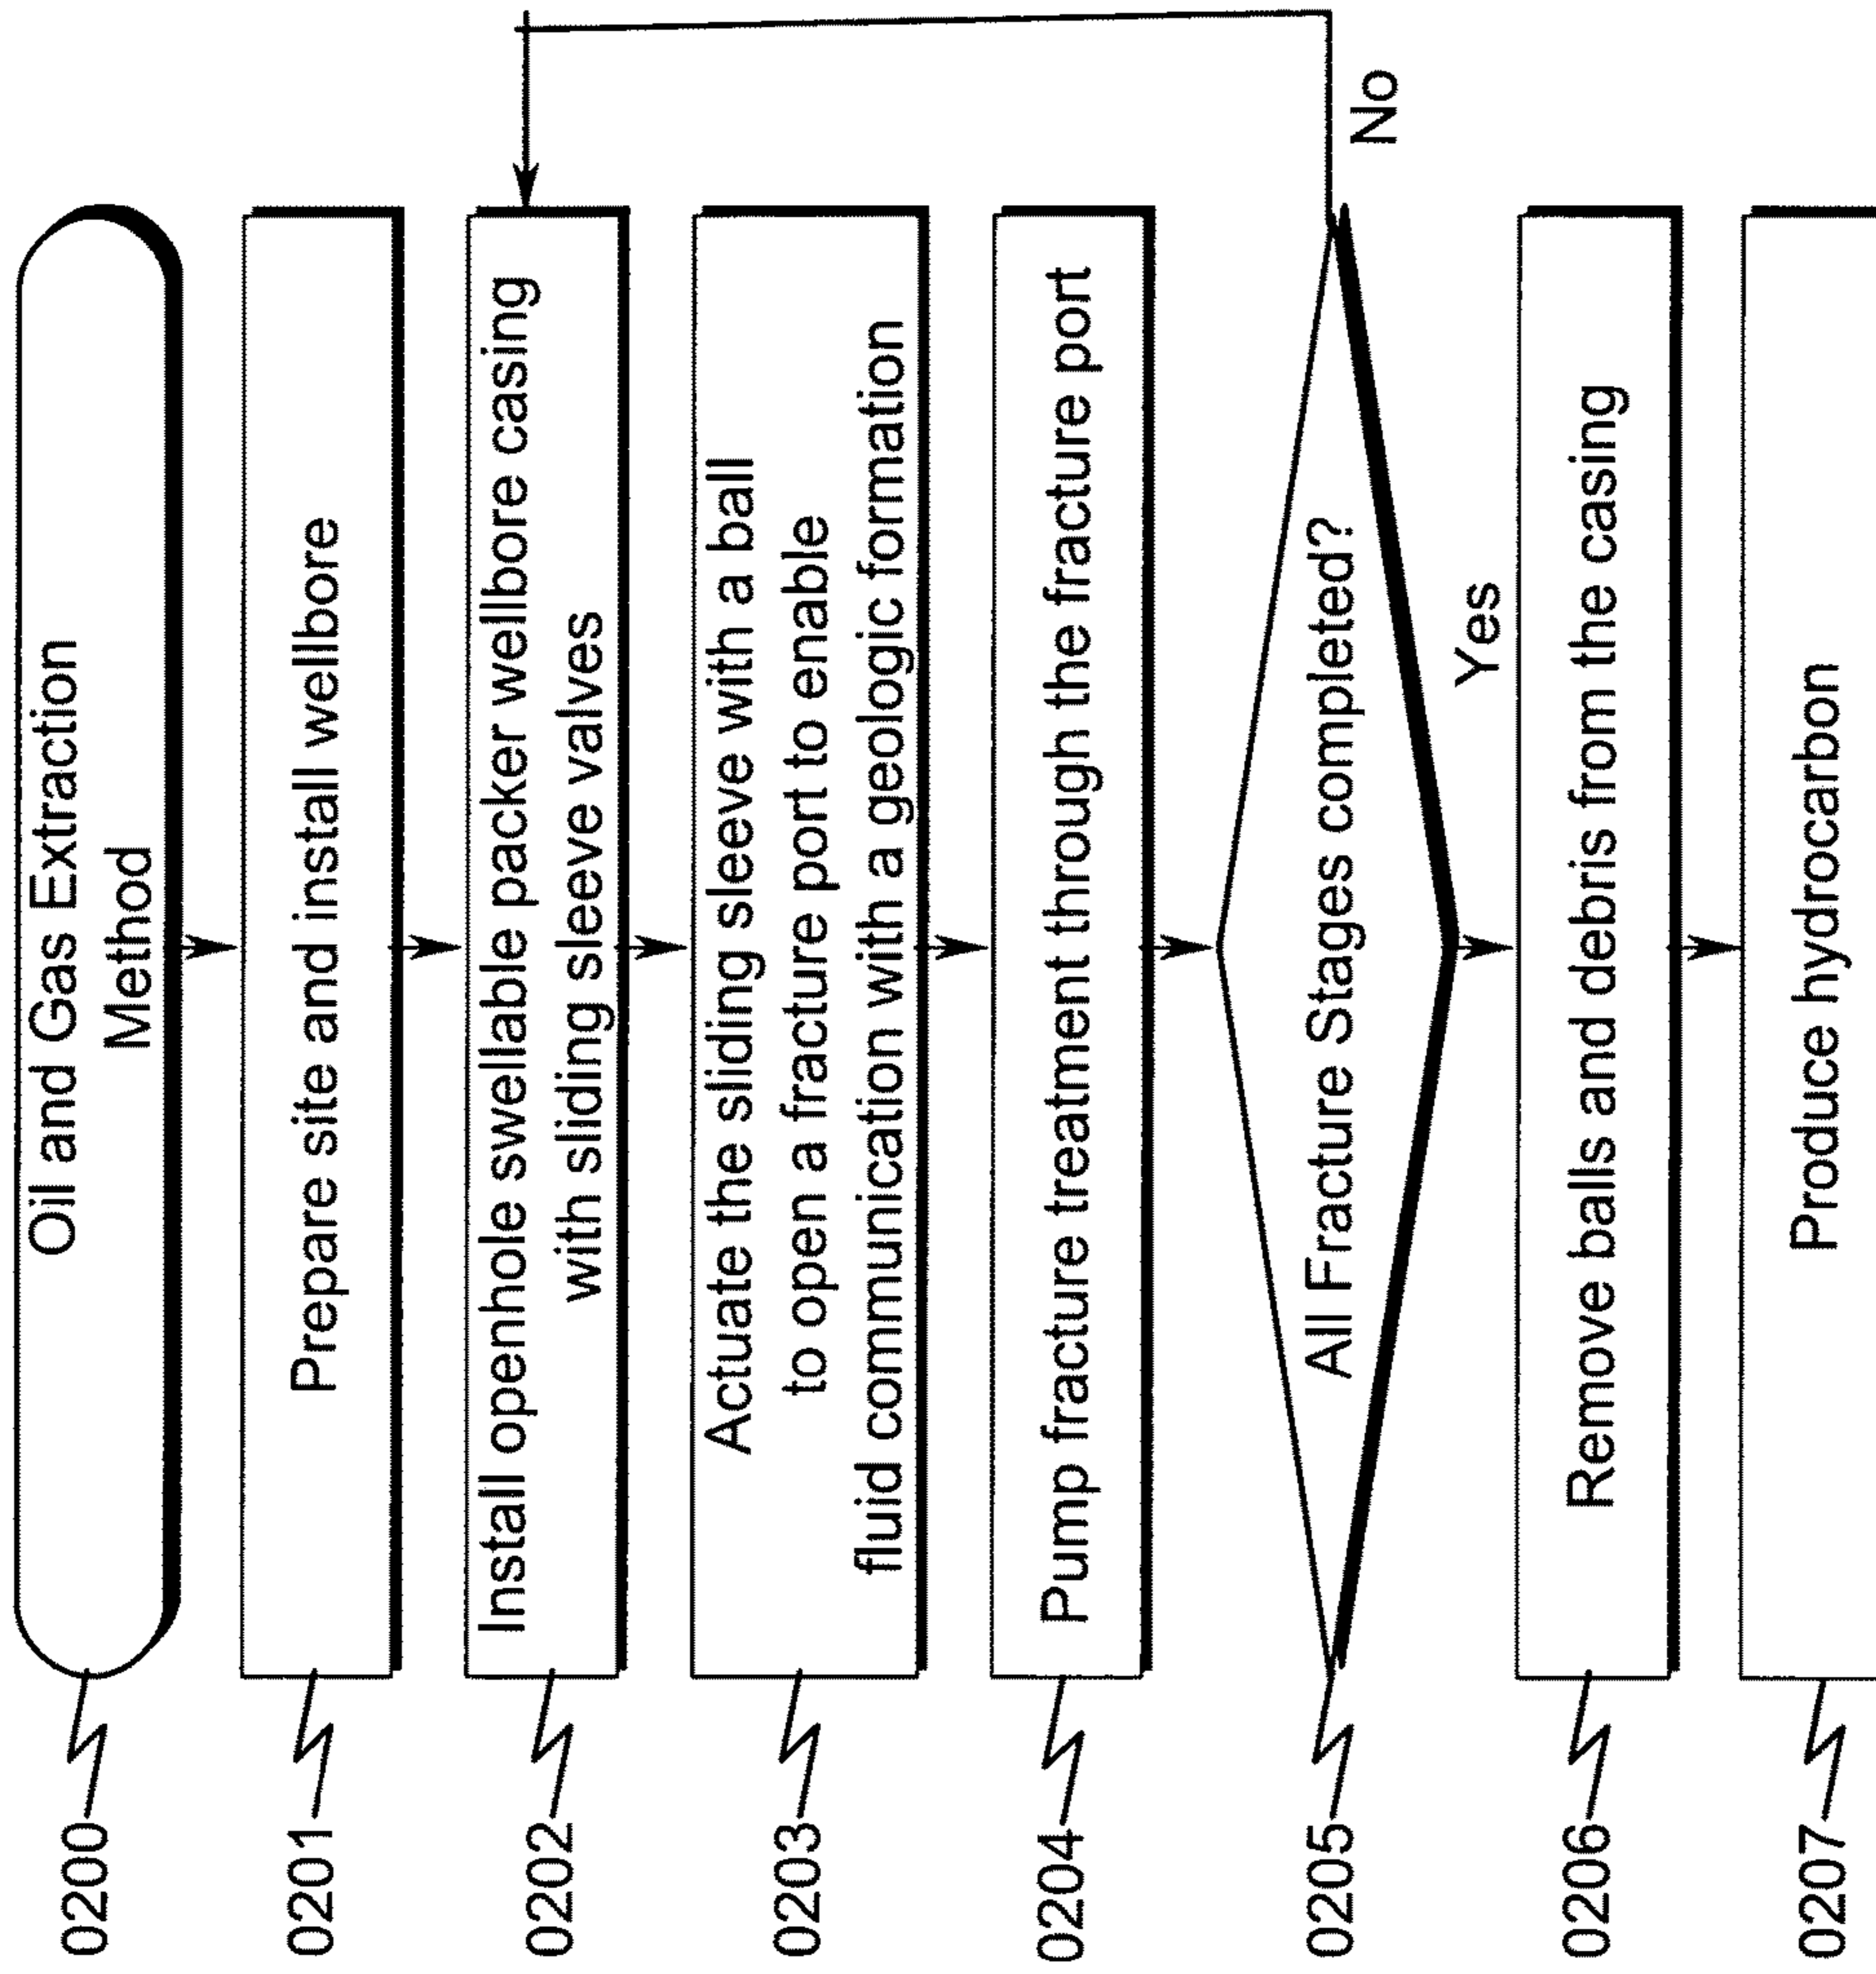 0200
Oil and Gas Extraction
Method
0201
Prepare site and install wellbore
0202
Install openhole swellable packer wellbore casing
with sliding sleeve valves
0203
Actuate the sliding sleeve with a ball
to open a fracture port to enable
fluid communication with a geologic formation
0204
Pump fracture treatment through the fracture port
0205
All Fracture Stages completed?
No
Yes
0206
Remove balls and debris from the casing
0207
Produce hydrocarbon